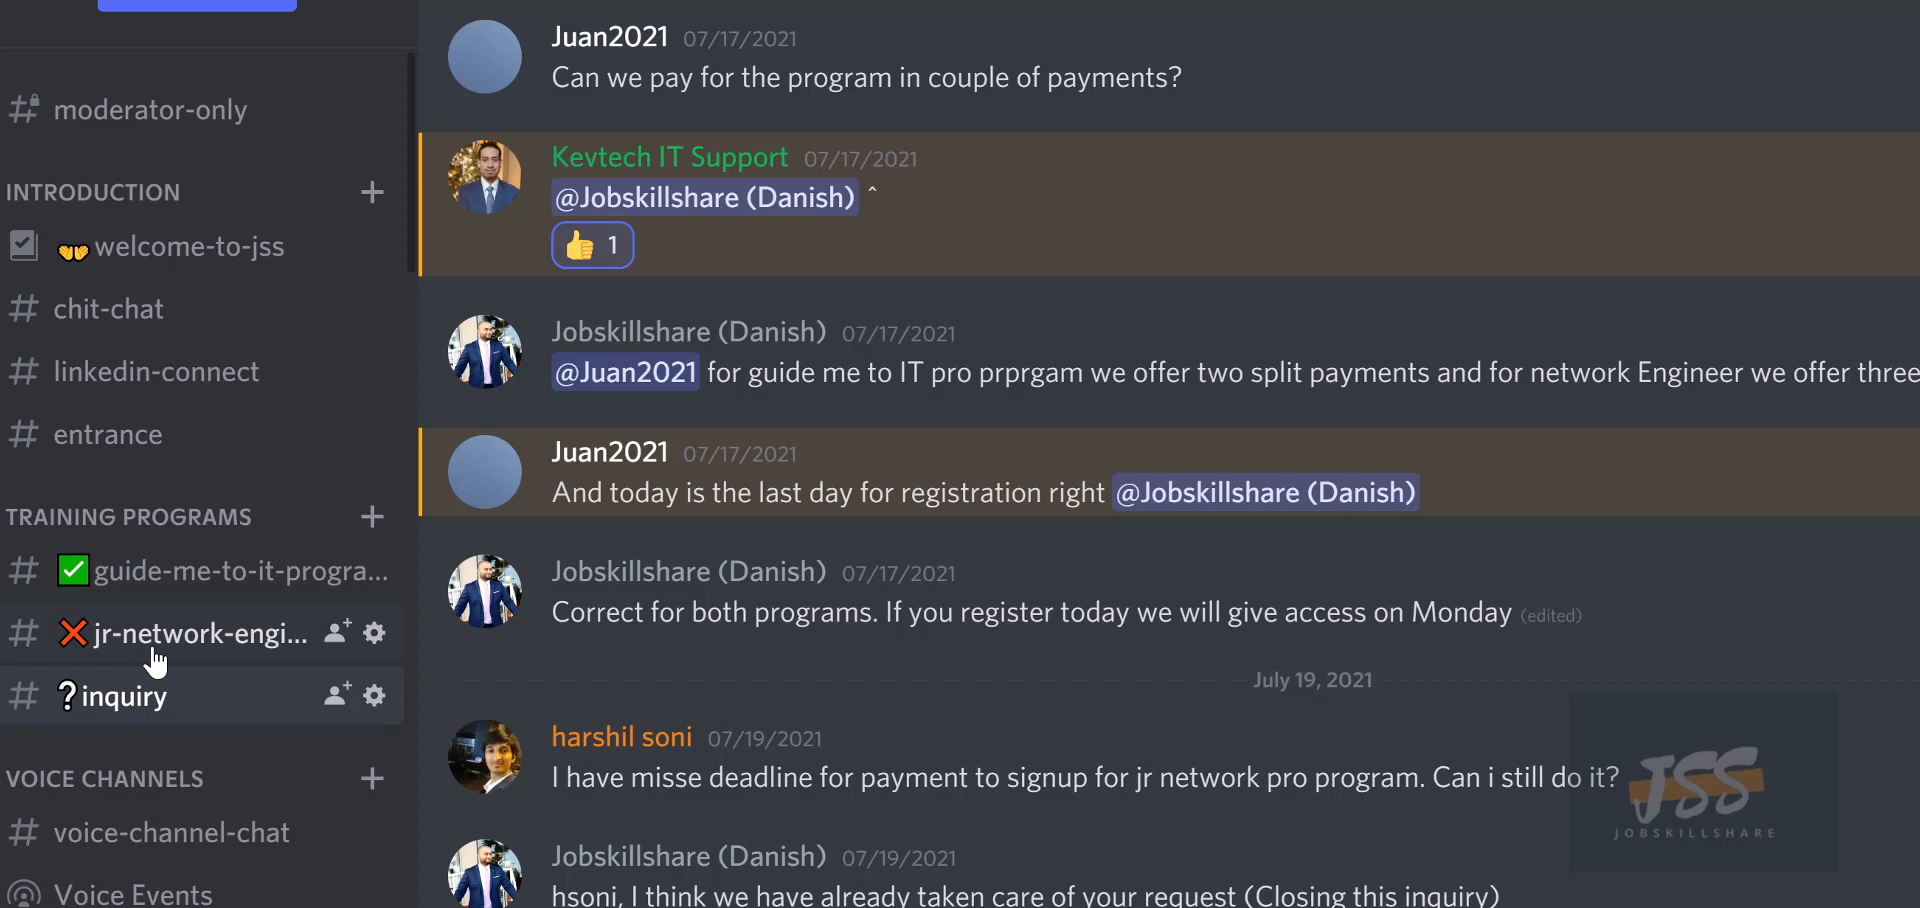 moderator-only
INTRODUCTION
welcome-to-jss
chit-chat
linkedin-connect
entrance
TRAINING PROGRAMS
guide-me-to-it-progra...
jr-network-engi...
inquiry
VOICE CHANNELS
voice-channel-chat
Voice Events
Juan2021 07/17/2021
Can we pay for the program in couple of payments?
Kevtech IT Support 07/17/2021
@Jobskillshare (Danish) ^
1
Jobskillshare (Danish) 07/17/2021
@Juan2021 for guide me to IT pro prprgam we offer two split payments and for network Engineer we offer three
Juan2021 07/17/2021
And today is the last day for registration right @Jobskillshare (Danish)
Jobskillshare (Danish) 07/17/2021
Correct for both programs. If you register today we will give access on Monday (edited)
July 19, 2021
harshil soni 07/19/2021
I have misse deadline for payment to signup for jr network pro program. Can i still do it?
Jobskillshare (Danish) 07/19/2021
hsoni, I think we have already taken care of your request (Closing this inquiry)
JSS
JOBSKILLSHARE